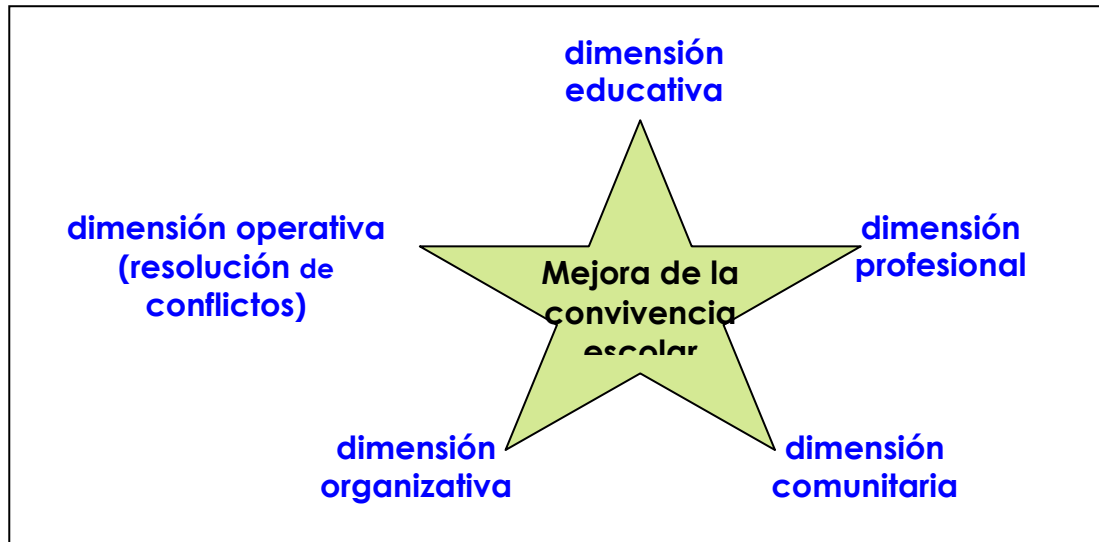 dimensión
educativa
dimensión operativa
(resolución de
conflictos)
dimensión
profesional
Mejora de la
convivencia
escolar
dimensión
organizativa
dimensión
comunitaria